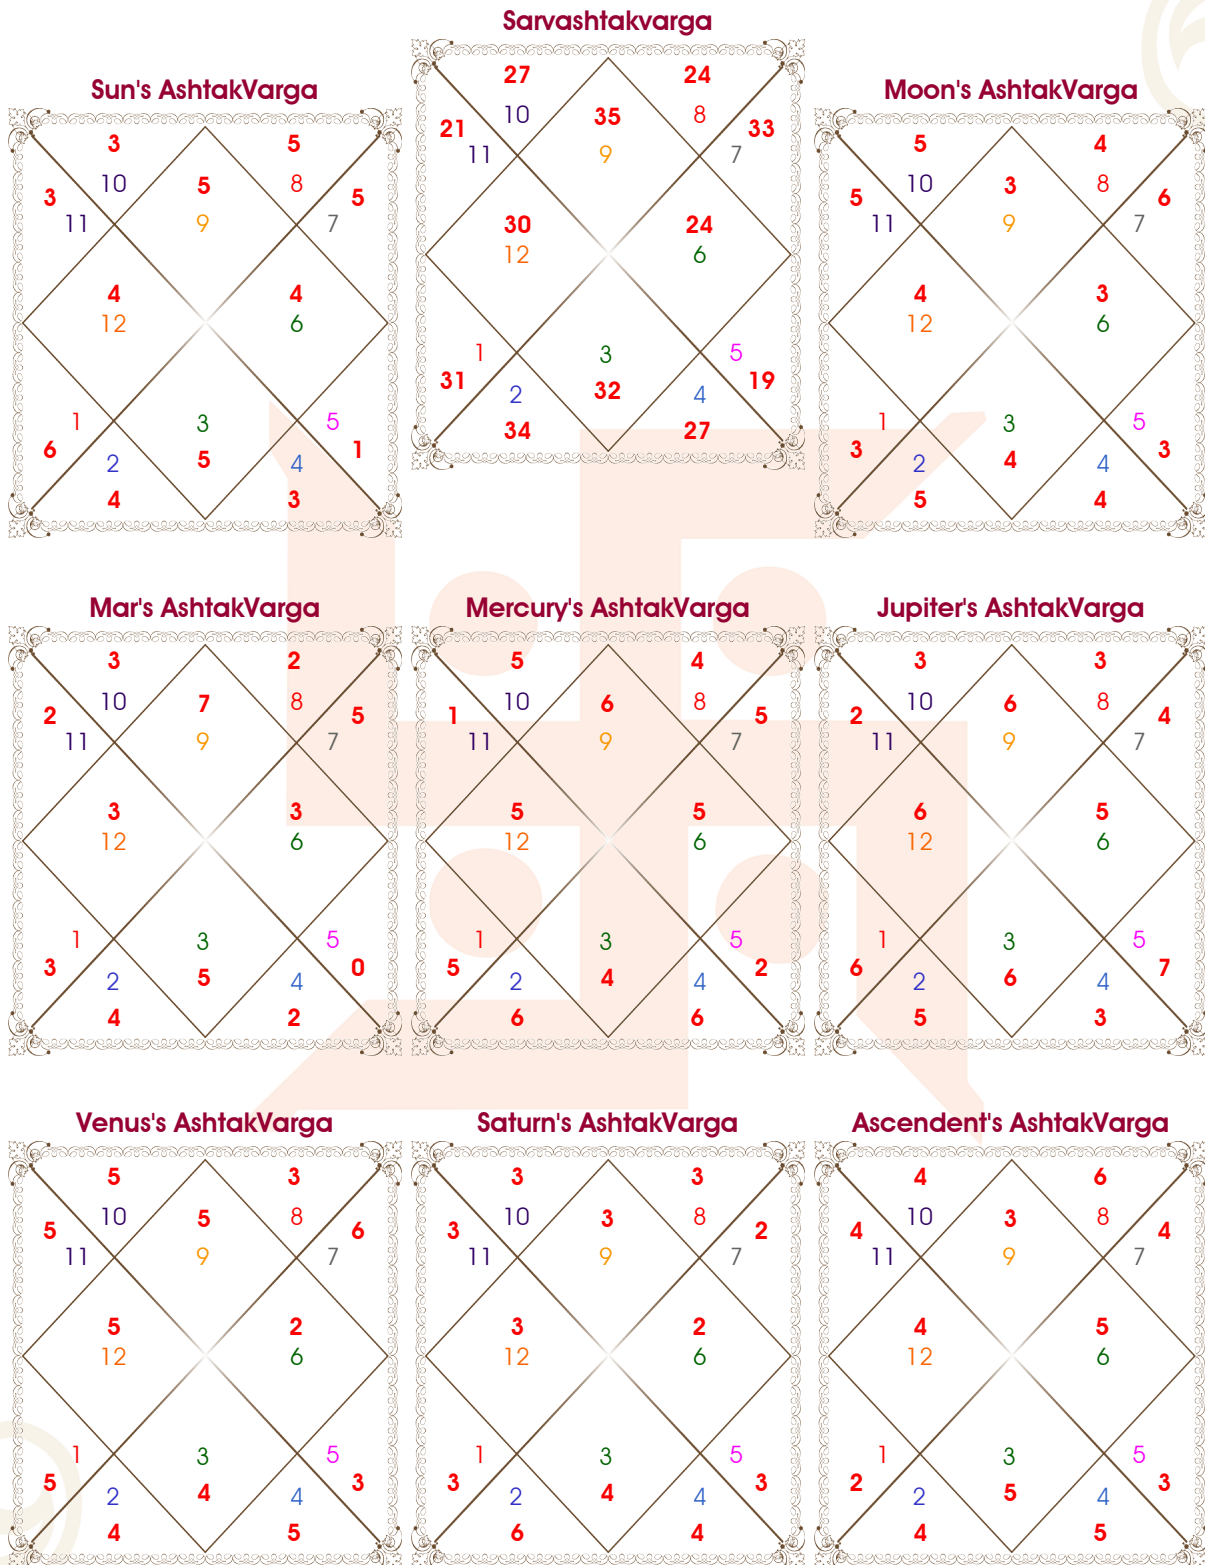 Sarvashtakvarga
27 24
10 35 8
21 33
11 9 7
30 24
12 6
1 3 5
31 32 19
2 4
34 27
Sun's AshtakVarga
3 5
10 5 8
3 5
11 9 7
4 4
12 6
1 3 5
6 5 1
2 4
4 3
Moon's AshtakVarga
5 4
10 3 8
5 6
11 9 7
4 3
12 6
1 3 5
3 4 3
2 4
5 4
Mar's AshtakVarga
3 2
10 7 8
2 5
11 9 7
3 3
12 6
1 3 5
3 5 0
2 4
4 2
Mercury's AshtakVarga
5 4
10 6 8
1 5
11 9 7
5 5
12 6
1 3 5
5 4 2
2 4
6 6
Jupiter's AshtakVarga
3 3
10 6 8
2 4
11 9 7
6 5
12 6
1 3 5
6 6 7
2 4
5 3
Venus's AshtakVarga
5 3
10 5 8
5 6
11 9 7
5 2
12 6
1 3 5
5 4 3
2 4
4 5
Saturn's AshtakVarga
3 3
10 3 8
3 2
11 9 7
3 2
12 6
1 3 5
3 4 3
2 4
6 4
Ascendent's AshtakVarga
4 6
10 3 8
4 4
11 9 7
4 5
12 6
1 3 5
2 5 3
2 4
4 5